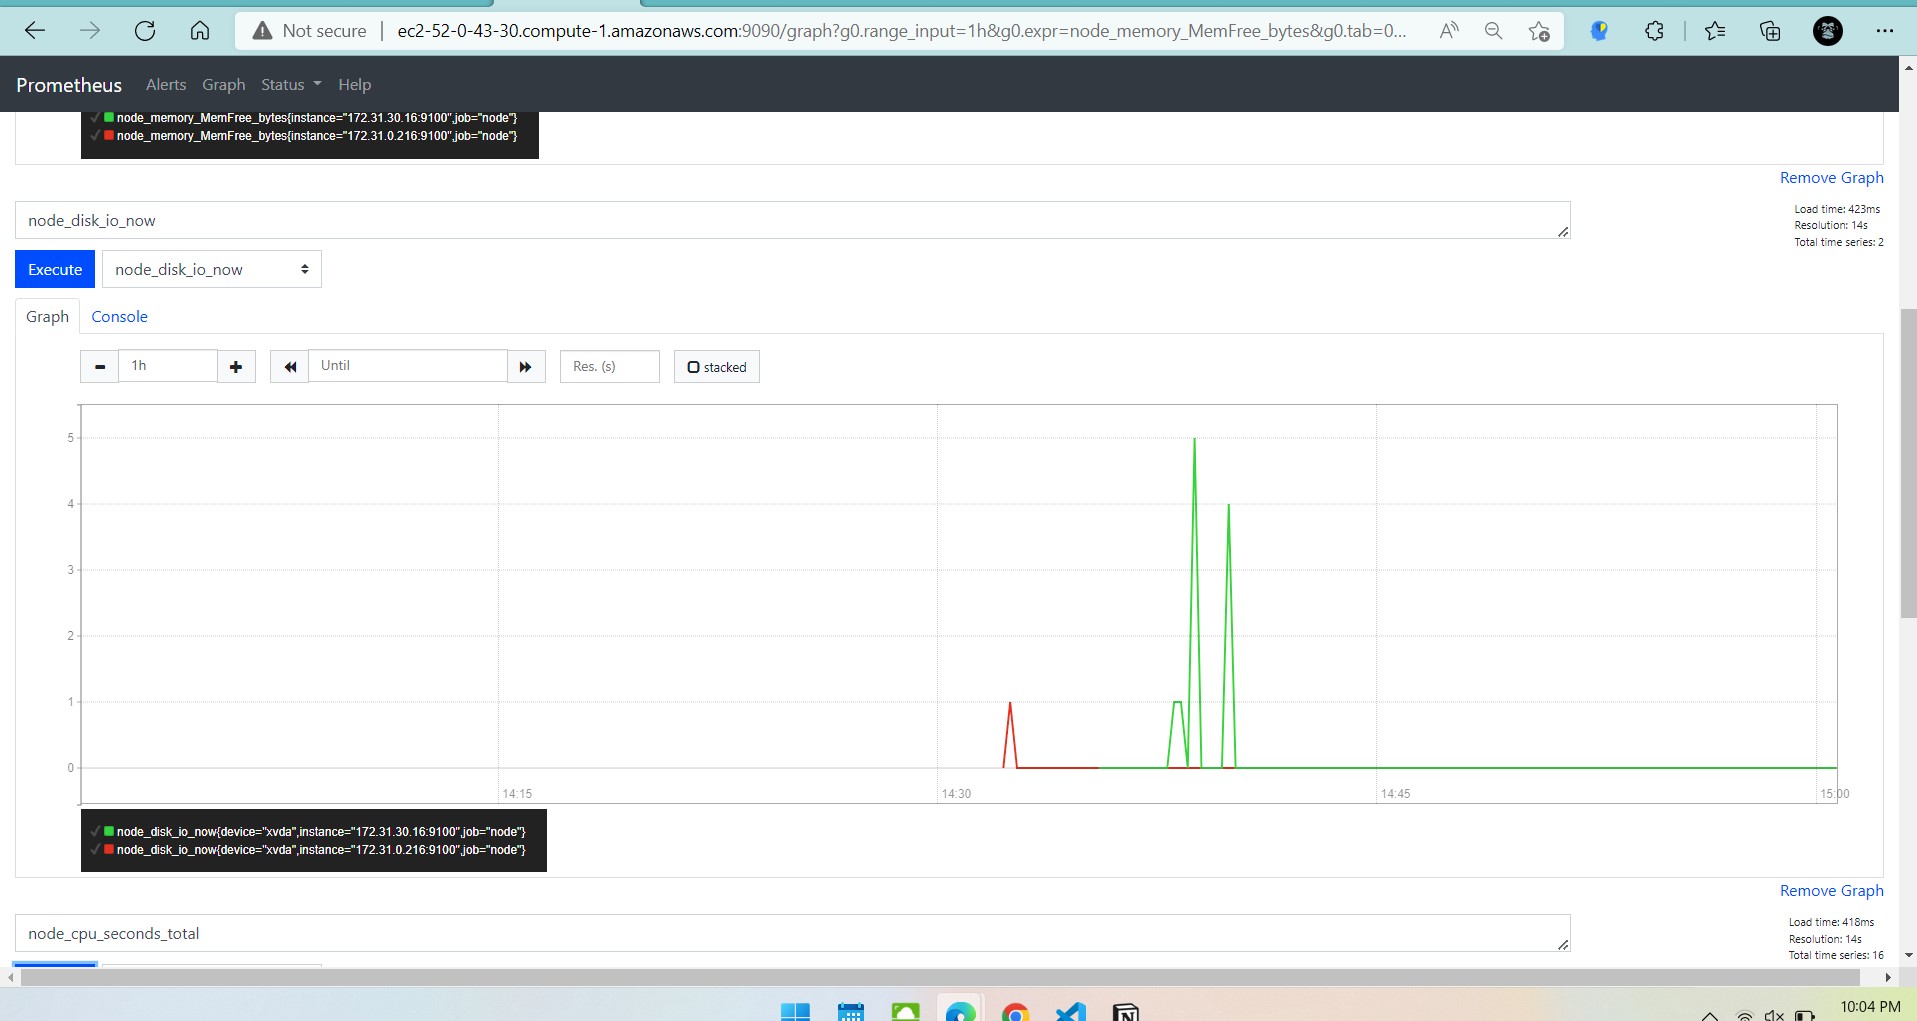 Not secure | ec2-52-0-43-30.compute-1.amazonaws.com:9090/graph?g0.range_input=1h&g0.expr=node_memory_MemFree_bytes&g0.tab=0...
Prometheus Alerts Graph Status Help
node_memory_MemFree_bytes{instance="172.31.30.16:9100",job="node"}
node_memory_MemFree_bytes{instance="172.31.0.216:9100",job="node"}
Remove Graph
node_disk_io_now
Load time: 423ms
Resolution: 14s
Total time series: 2
Execute node_disk_io_now
Graph Console
1h Until Res. (s) stacked
5
4
3
2
1
0
14:15 14:30 14:45 15:00
node_disk_io_now{device="xvda",instance="172.31.30.16:9100",job="node"}
node_disk_io_now{device="xvda",instance="172.31.0.216:9100",job="node"}
Remove Graph
node_cpu_seconds_total
Load time: 418ms
Resolution: 14s
Total time series: 16
10:04 PM